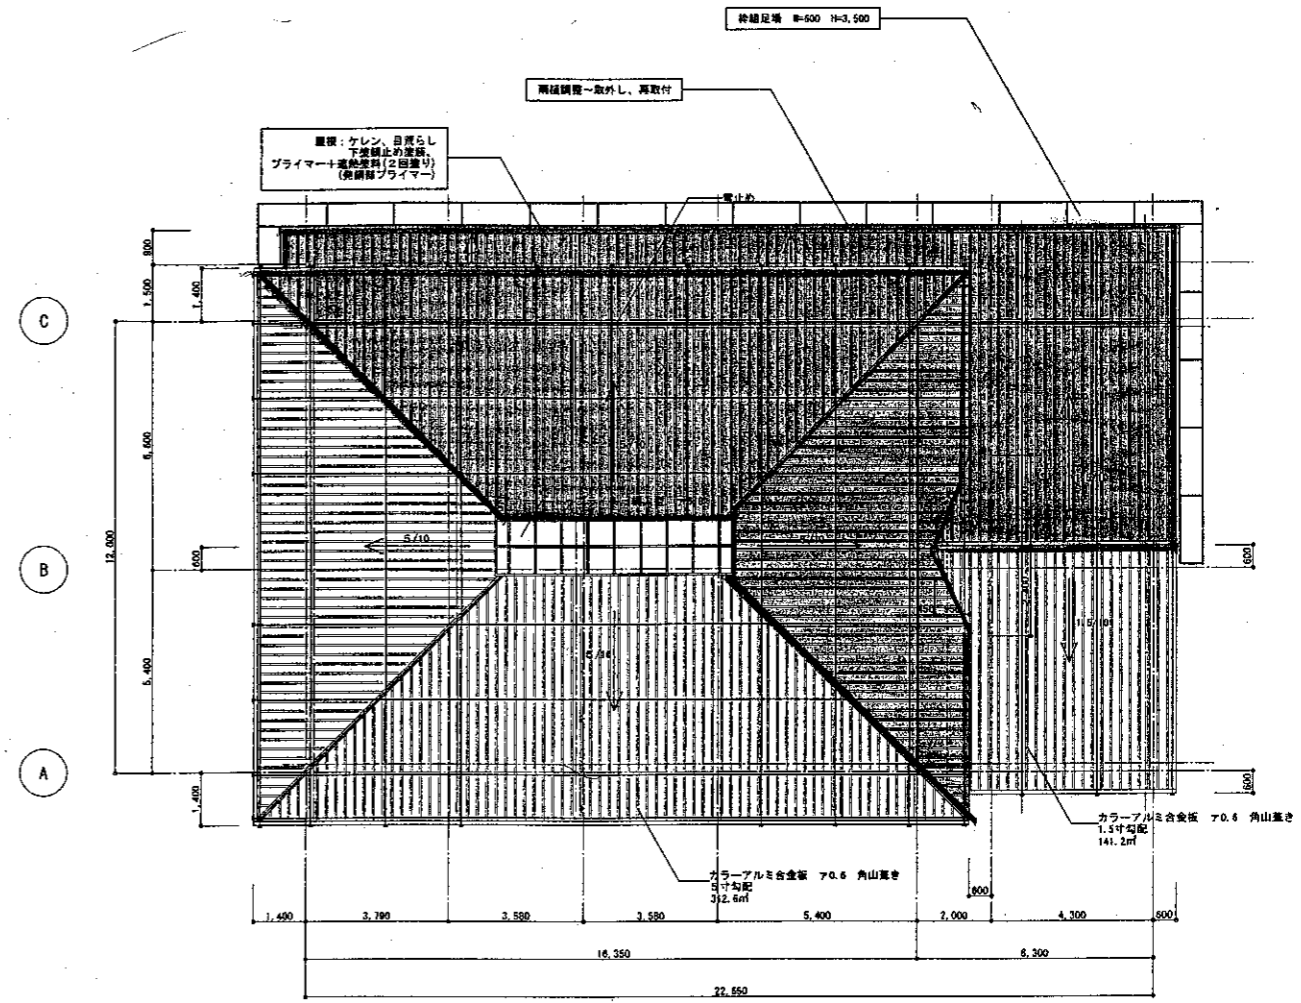 枠組足場 W=600 H=3,500
雨樋調整~取外し、再取付
屋根:ケレン、目荒らし
下塗錆止め塗装、
プライマー+遮熱塗料(2回塗り)
(発錆部プライマー)
雪止め
900
1,500
1,400
C
6,600
12,000
600
B
5/10
5/10
600
5/10
1.5/10
5,400
A
1,400
600
カラーアルミ合金板 ア0.6 角山葺き
1.5寸勾配
141.2㎡
カラーアルミ合金板 ア0.6 角山葺き
5寸勾配
312.6㎡
600
1,400
3,790
3,580
3,580
5,400
2,000
4,300
600
16,350
6,300
22,650